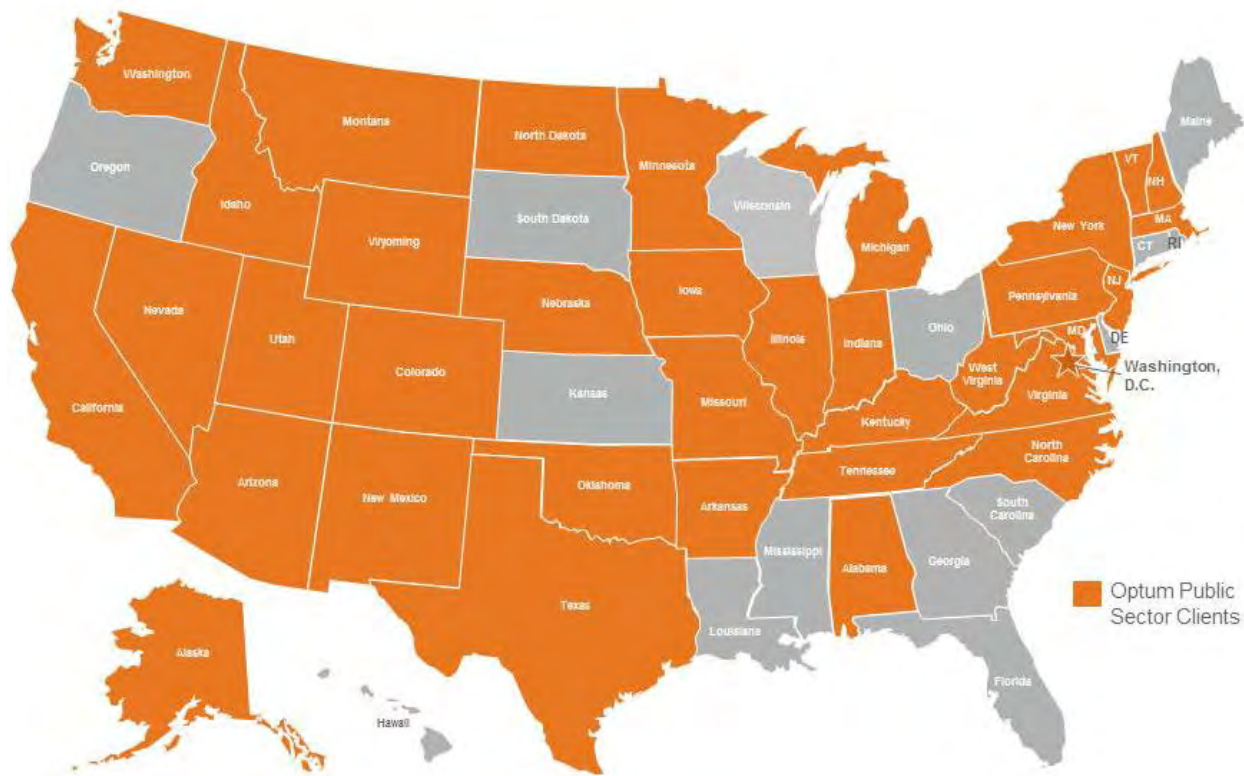 Washington
Montana
North Dakota
Minnesota
Maine
Oregon
Idaho
Wyoming
South Dakota
Wisconsin
Michigan
VT
NH
New York
MA
CT
RI
Nevada
Utah
Colorado
Nebraska
Iowa
Illinois
Indiana
Ohio
Pennsylvania
NJ
MD
DE
Washington,
D.C.
West
Virginia
Virginia
California
Kansas
Missouri
Kentucky
Arizona
New Mexico
Oklahoma
Arkansas
Tennessee
North
Carolina
South
Carolina
Mississippi
Alabama
Georgia
Texas
Louisiana
Florida
Alaska
Hawaii
Optum Public
Sector Clients